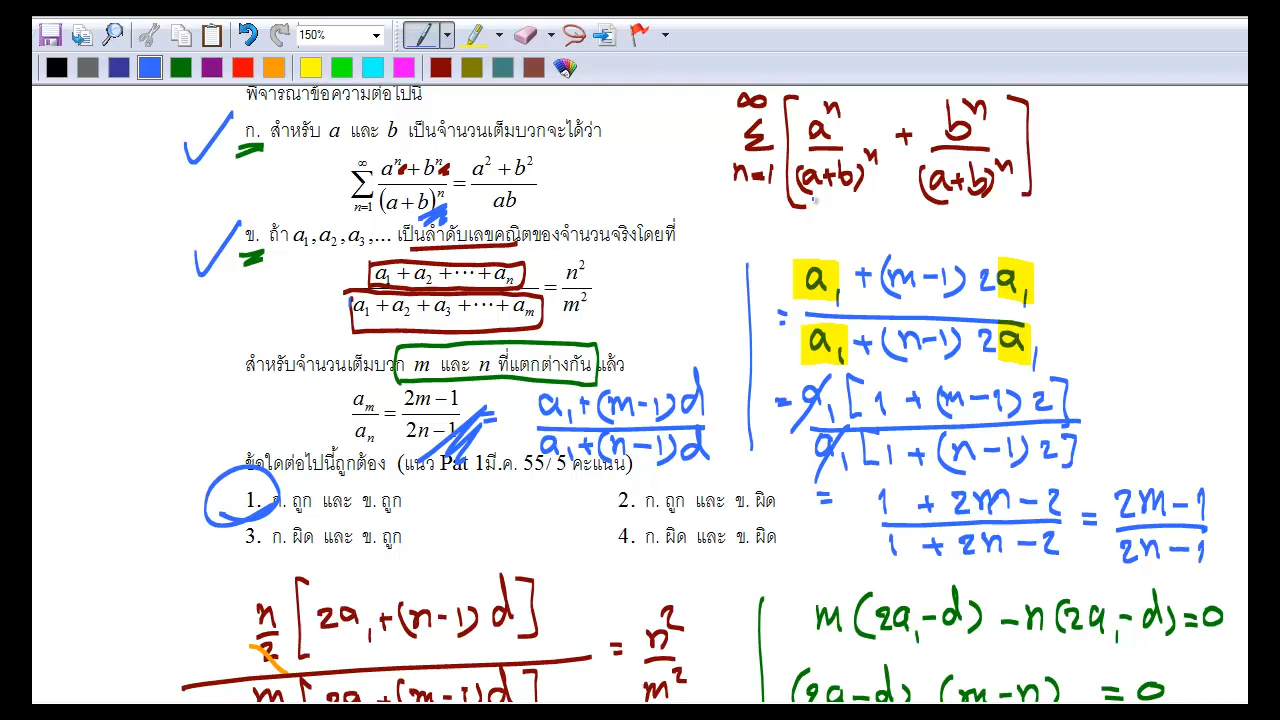 150%
พิจารณาข้อความต่อไปนี้
ก. สำหรับ a และ b เป็นจำนวนเต็มบวกจะได้ว่า
∑_{n=1}^{∞} (a^n + b^n)/(a+b)^n = (a^2 + b^2)/ab
ข. ถ้า a_1, a_2, a_3, ... เป็นลำดับเลขคณิตของจำนวนจริงโดยที่
(a_1 + a_2 + ⋯ + a_n)/(a_1 + a_2 + a_3 + ⋯ + a_m) = n^2/m^2
สำหรับจำนวนเต็มบวก m และ n ที่แตกต่างกัน แล้ว
a_m/a_n = (2m − 1)/(2n − 1)
= (a_1 + (m−1)d)/(a_1 + (n−1)d)
ข้อใดต่อไปนี้ถูกต้อง (แนว Pat 1มี.ค. 55/ 5 คะแนน)
1. ก. ถูก และ ข. ถูก
2. ก. ถูก และ ข. ผิด
3. ก. ผิด และ ข. ถูก
4. ก. ผิด และ ข. ผิด
∑_{n=1}^{∞} [a^n/(a+b)^n + b^n/(a+b)^n]
= (a_1 + (m−1)2a_1)/(a_1 + (n−1)2a_1)
= (a_1[1 + (m−1)2])/(a_1[1 + (n−1)2])
= (1 + 2m − 2)/(1 + 2n − 2) = (2m − 1)/(2n − 1)
n/2 [2a_1 + (n−1)d]
m [2a + (m−1)d]
= n^2/m^2
m(2a_1 − d) − n(2a_1 − d) = 0
(2a − d) (m − n) = 0